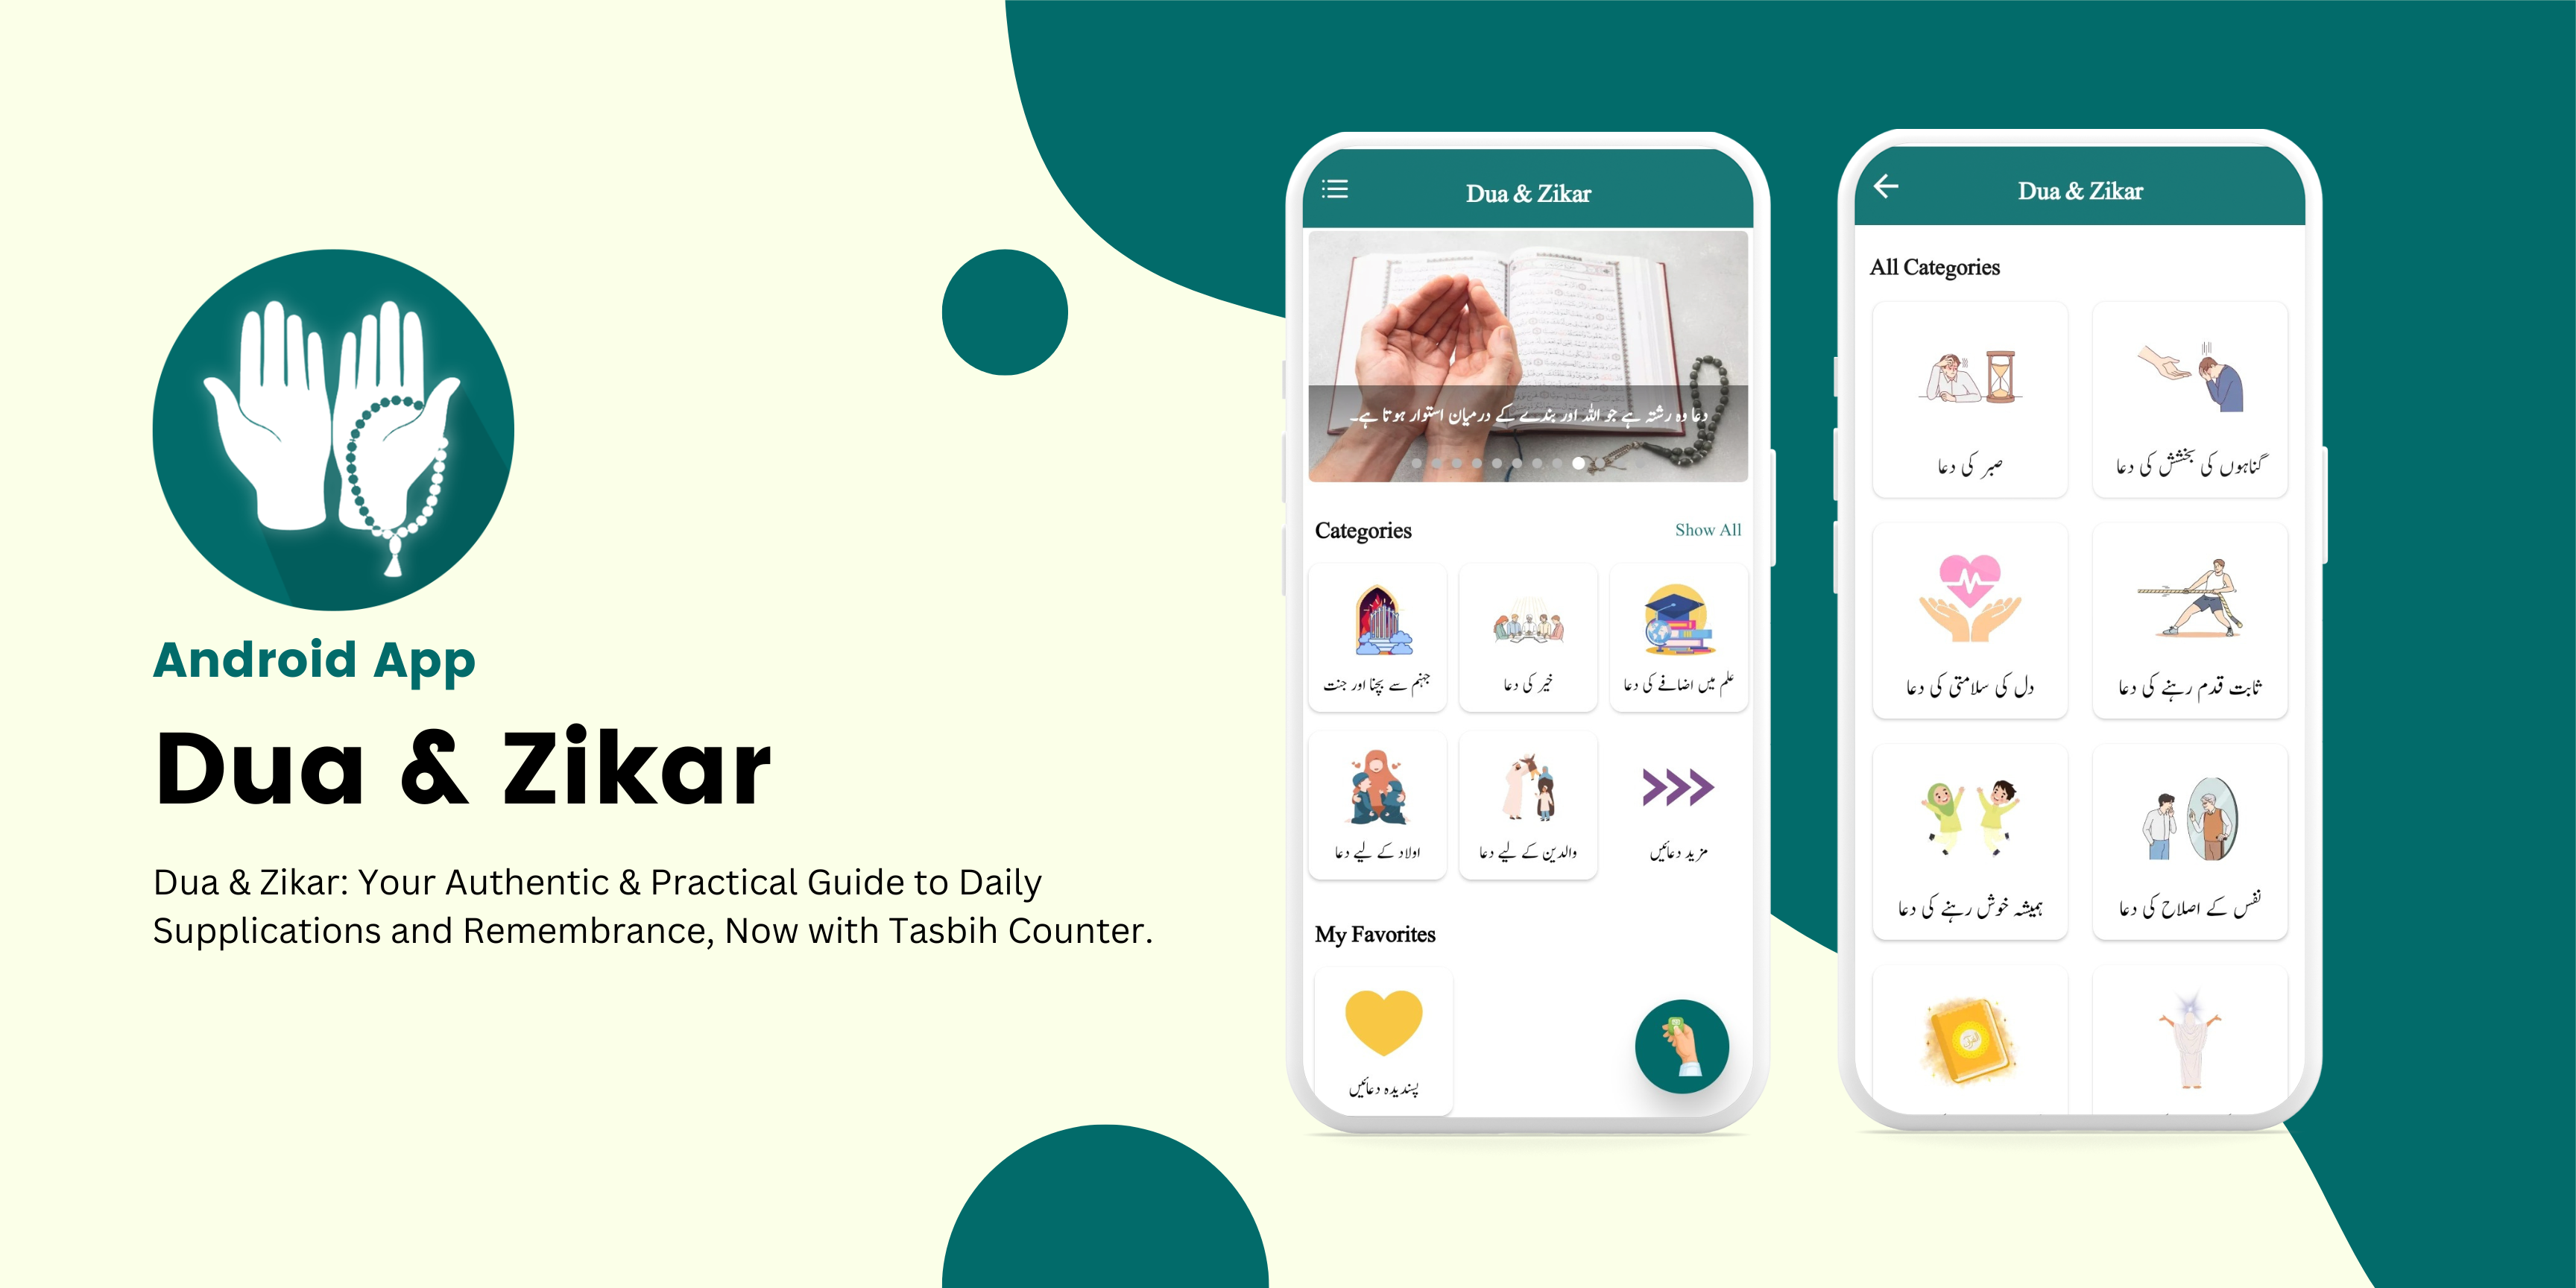 Android App
Dua & Zikar
Dua & Zikar: Your Authentic & Practical Guide to Daily
Supplications and Remembrance, Now with Tasbih Counter.
Dua & Zikar
دعا وہ رشتہ ہے جو اللہ اور بندے کے درمیان استوار ہوتا ہے۔
Categories
Show All
جہنم سے بچنا اور جنت
خیر کی دعا
علم میں اضافے کی دعا
اولاد کے لیے دعا
والدین کے لیے دعا
مزید دعائیں
My Favorites
پسندیدہ دعائیں
Dua & Zikar
All Categories
صبر کی دعا
گناہوں کی بخشش کی دعا
دل کی سلامتی کی دعا
ثابت قدم رہنے کی دعا
ہمیشہ خوش رہنے کی دعا
نفس کے اصلاح کی دعا